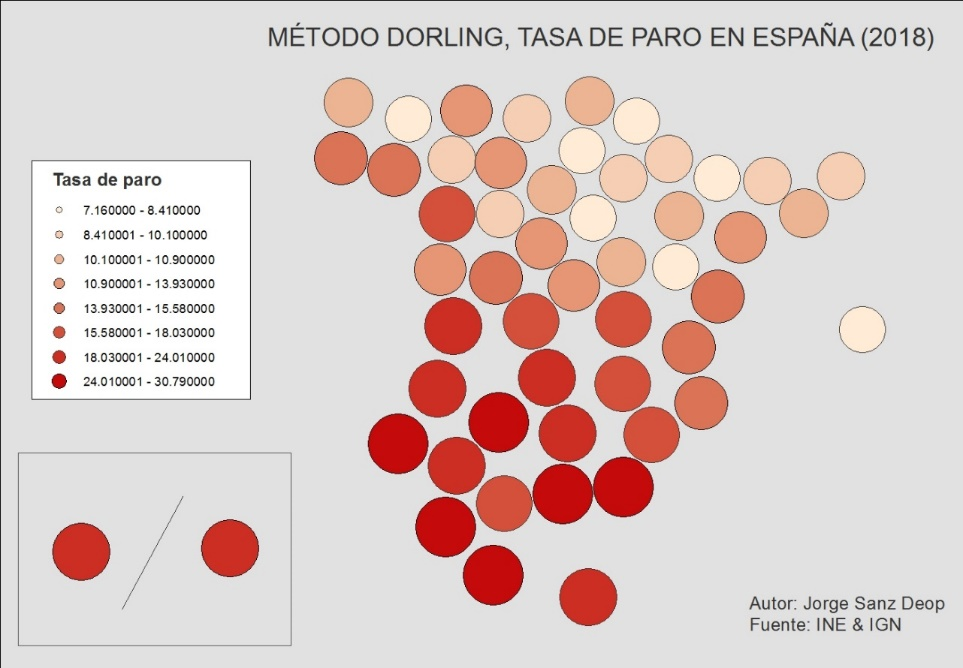 MÉTODO DORLING, TASA DE PARO EN ESPAÑA (2018)
Tasa de paro
7.160000 - 8.410000
8.410001 - 10.100000
10.100001 - 10.900000
10.900001 - 13.930000
13.930001 - 15.580000
15.580001 - 18.030000
18.030001 - 24.010000
24.010001 - 30.790000
Autor: Jorge Sanz Deop
Fuente: INE & IGN